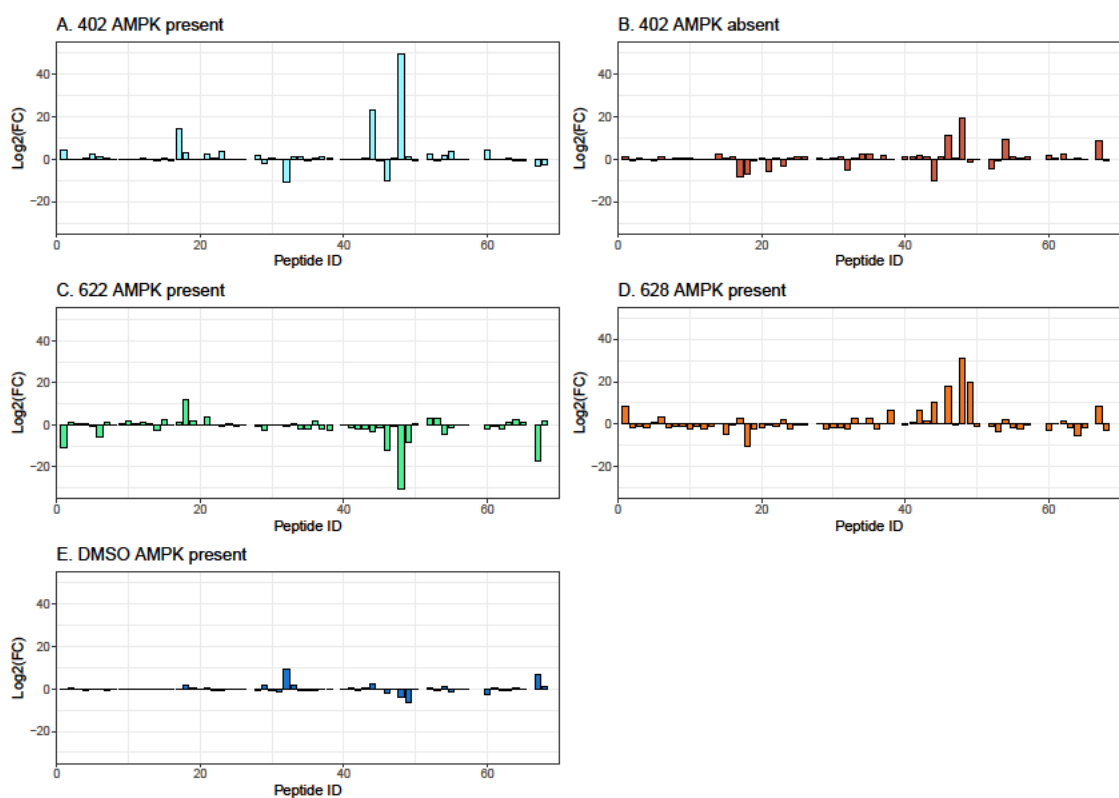 A. 402 AMPK present
B. 402 AMPK absent
Log2(FC)
40
20
0
−20
0 20 40 60
Peptide ID
Log2(FC)
40
20
0
−20
0 20 40 60
Peptide ID
C. 622 AMPK present
D. 628 AMPK present
Log2(FC)
40
20
0
−20
0 20 40 60
Peptide ID
Log2(FC)
40
20
0
−20
0 20 40 60
Peptide ID
E. DMSO AMPK present
Log2(FC)
40
20
0
−20
0 20 40 60
Peptide ID